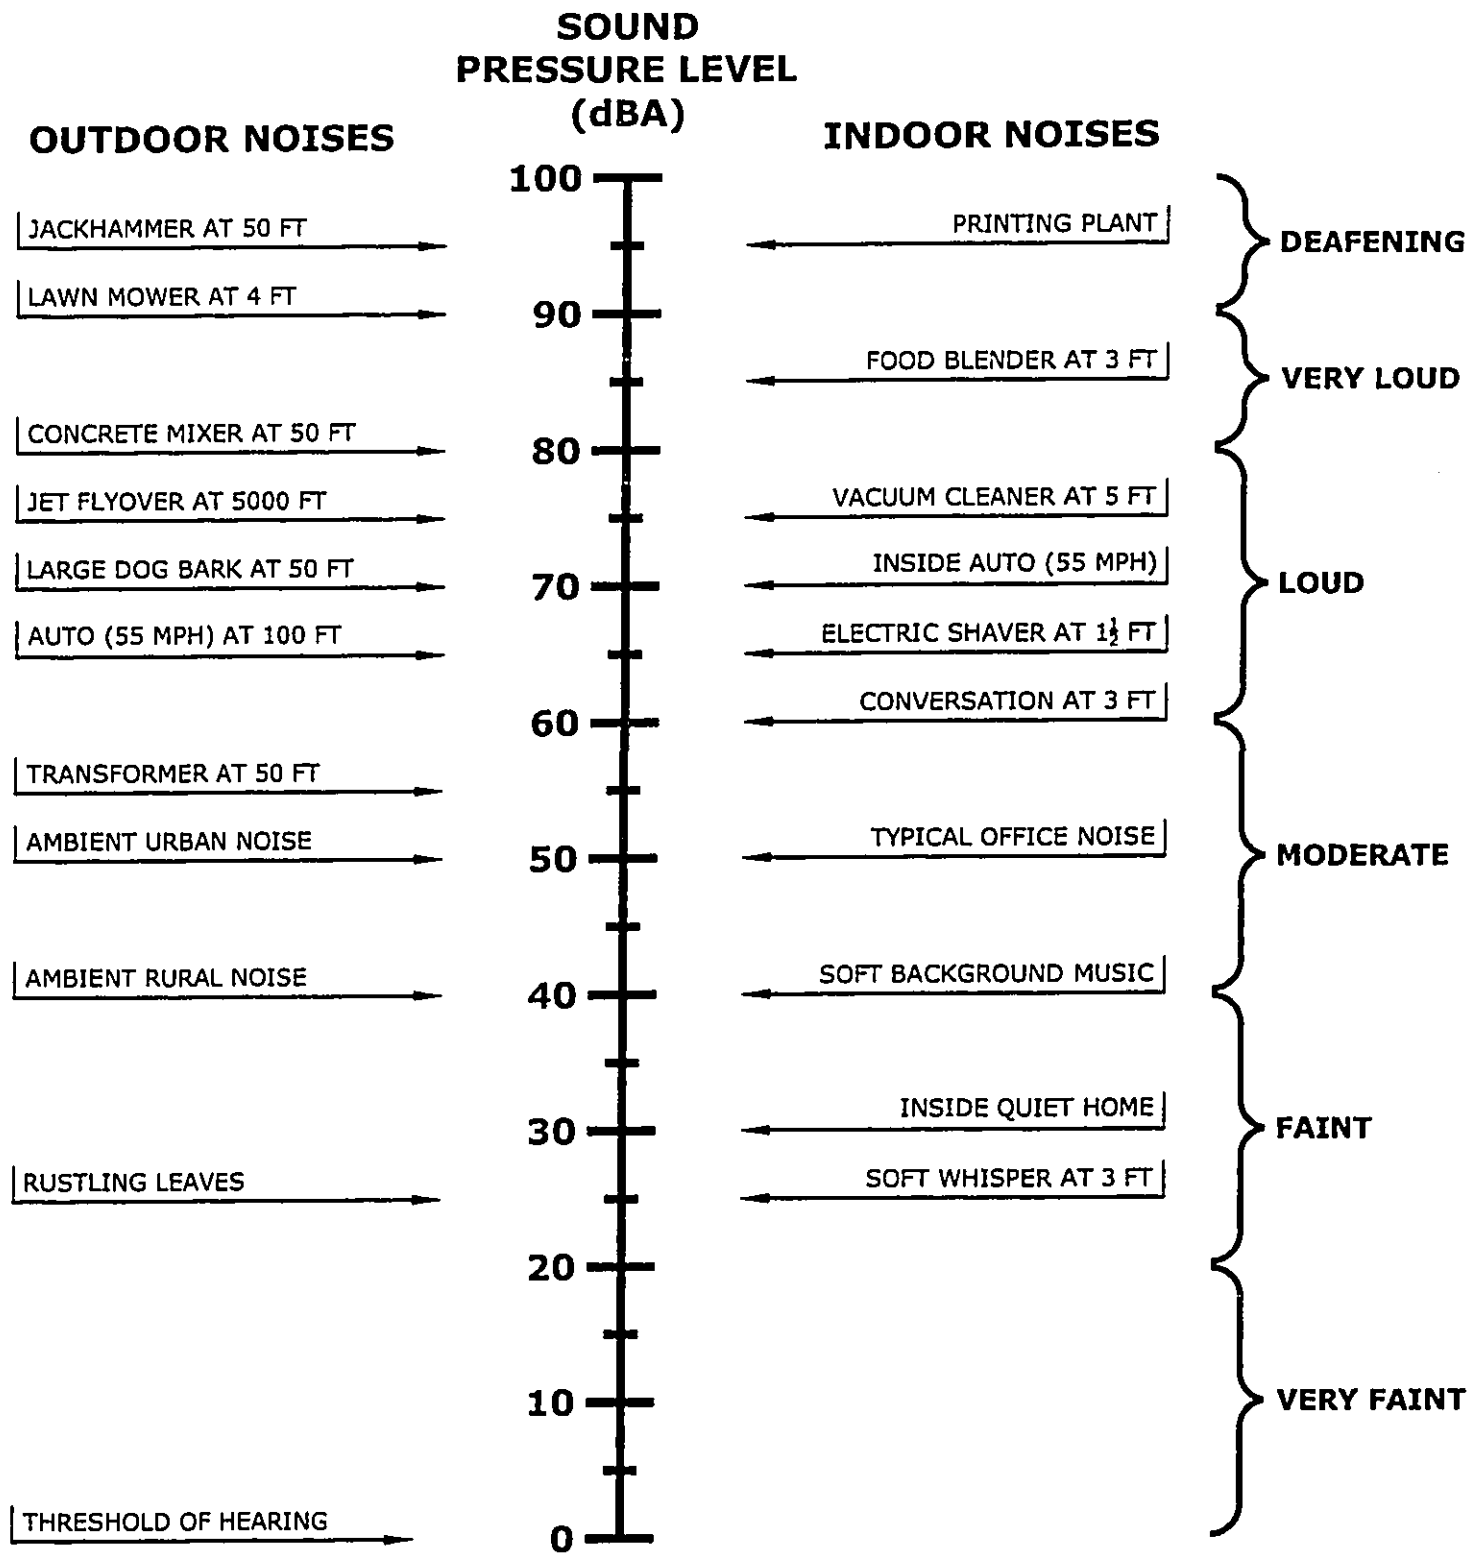 SOUND
PRESSURE LEVEL
(dBA)
OUTDOOR NOISES
INDOOR NOISES
100
JACKHAMMER AT 50 FT
PRINTING PLANT
DEAFENING
LAWN MOWER AT 4 FT
90
FOOD BLENDER AT 3 FT
VERY LOUD
CONCRETE MIXER AT 50 FT
80
JET FLYOVER AT 5000 FT
VACUUM CLEANER AT 5 FT
LARGE DOG BARK AT 50 FT
70
INSIDE AUTO (55 MPH)
LOUD
AUTO (55 MPH) AT 100 FT
ELECTRIC SHAVER AT 1½ FT
CONVERSATION AT 3 FT
60
TRANSFORMER AT 50 FT
AMBIENT URBAN NOISE
50
TYPICAL OFFICE NOISE
MODERATE
AMBIENT RURAL NOISE
40
SOFT BACKGROUND MUSIC
INSIDE QUIET HOME
30
FAINT
RUSTLING LEAVES
SOFT WHISPER AT 3 FT
20
10
VERY FAINT
THRESHOLD OF HEARING
0